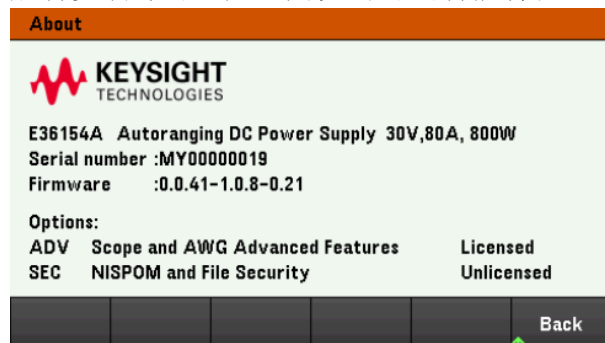 About
KEYSIGHT
TECHNOLOGIES
E36154A Autoranging DC Power Supply 30V,80A, 800W
Serial number :MY00000019
Firmware :0.0.41-1.0.8-0.21
Options:
ADV Scope and AWG Advanced Features Licensed
SEC NISPOM and File Security Unlicensed
Back